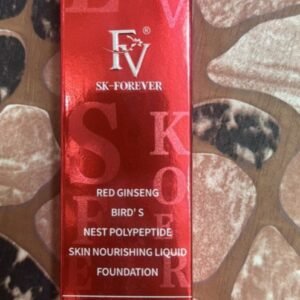 E V
FV®
SK-FOREVER
S K
E O
F E
E R
RED GINSENG
BIRD' S
NEST POLYPEPTIDE
SKIN NOURISHING LIQUID
FOUNDATION